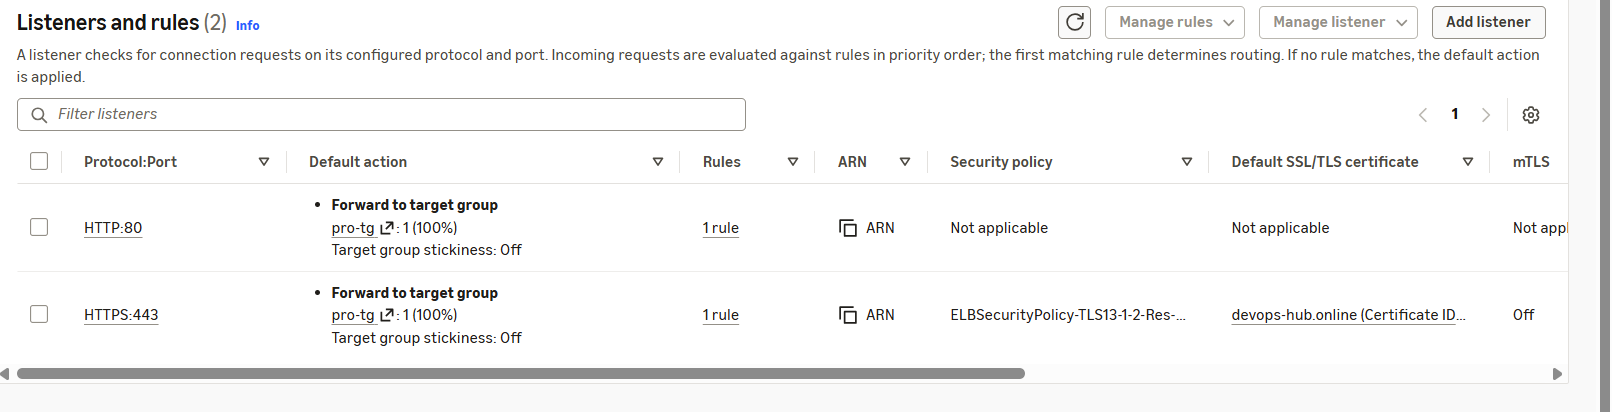 Listeners and rules (2) Info
Manage rules
Manage listener
Add listener
A listener checks for connection requests on its configured protocol and port. Incoming requests are evaluated against rules in priority order; the first matching rule determines routing. If no rule matches, the default action
is applied.
Filter listeners
1
Protocol:Port Default action Rules ARN Security policy Default SSL/TLS certificate mTLS
• Forward to target group
HTTP:80 pro-tg : 1 (100%) 1 rule ARN Not applicable Not applicable Not appl
Target group stickiness: Off
• Forward to target group
HTTPS:443 pro-tg : 1 (100%) 1 rule ARN ELBSecurityPolicy-TLS13-1-2-Res-... devops-hub.online (Certificate ID... Off
Target group stickiness: Off